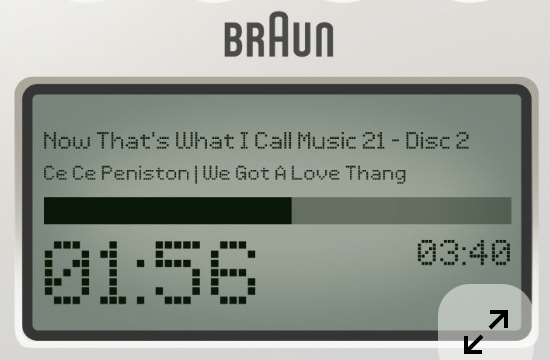 BRAUN
Now That's What I Call Music 21 - Disc 2
Ce Ce Peniston | We Got A Love Thang
01:56
03:40